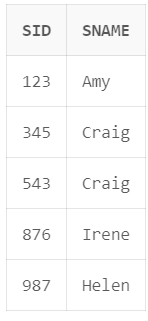 SID SNAME
123 Amy
345 Craig
543 Craig
876 Irene
987 Helen